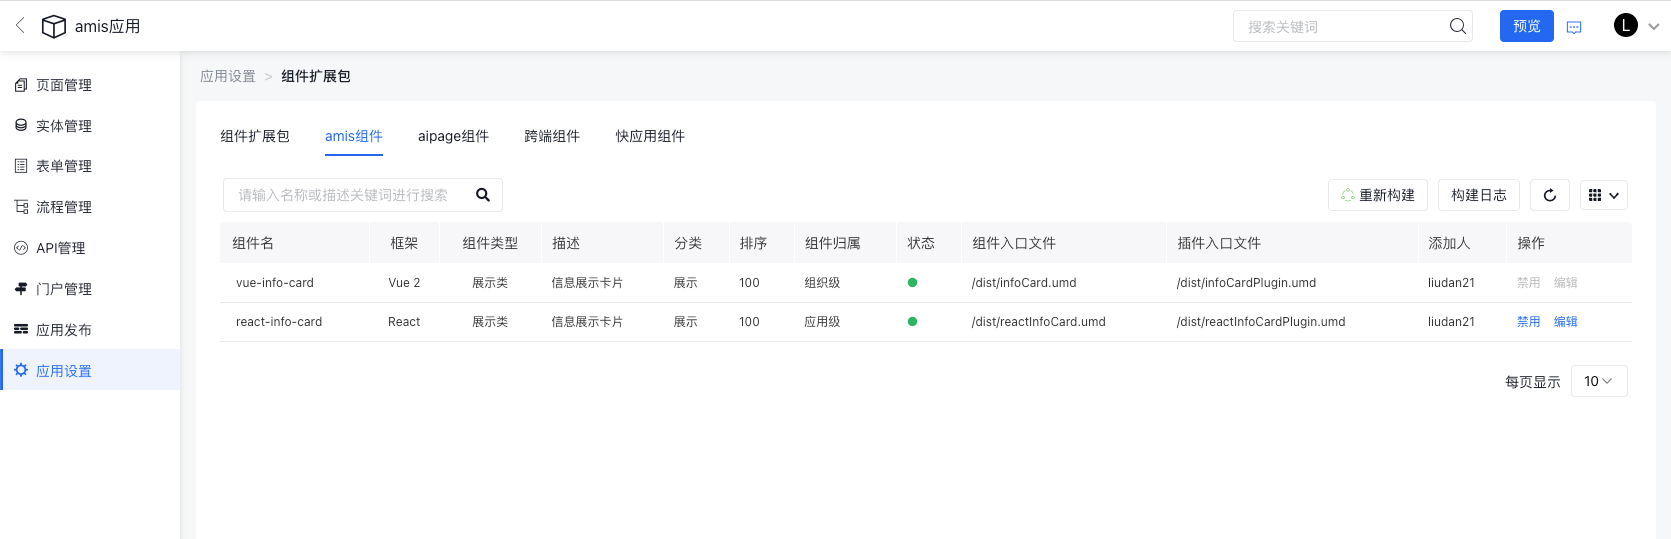 amis应用
搜索关键词
预览
L
页面管理
实体管理
表单管理
流程管理
API管理
门户管理
应用发布
应用设置
应用设置 > 组件扩展包
组件扩展包 amis组件 aipage组件 跨端组件 快应用组件
请输入名称或描述关键词进行搜索
重新构建 构建日志
组件名 框架 组件类型 描述 分类 排序 组件归属 状态 组件入口文件 插件入口文件 添加人 操作
vue-info-card Vue 2 展示类 信息展示卡片 展示 100 组织级 /dist/infoCard.umd /dist/infoCardPlugin.umd liudan21 禁用 编辑
react-info-card React 展示类 信息展示卡片 展示 100 应用级 /dist/reactInfoCard.umd /dist/reactInfoCardPlugin.umd liudan21 禁用 编辑
每页显示 10